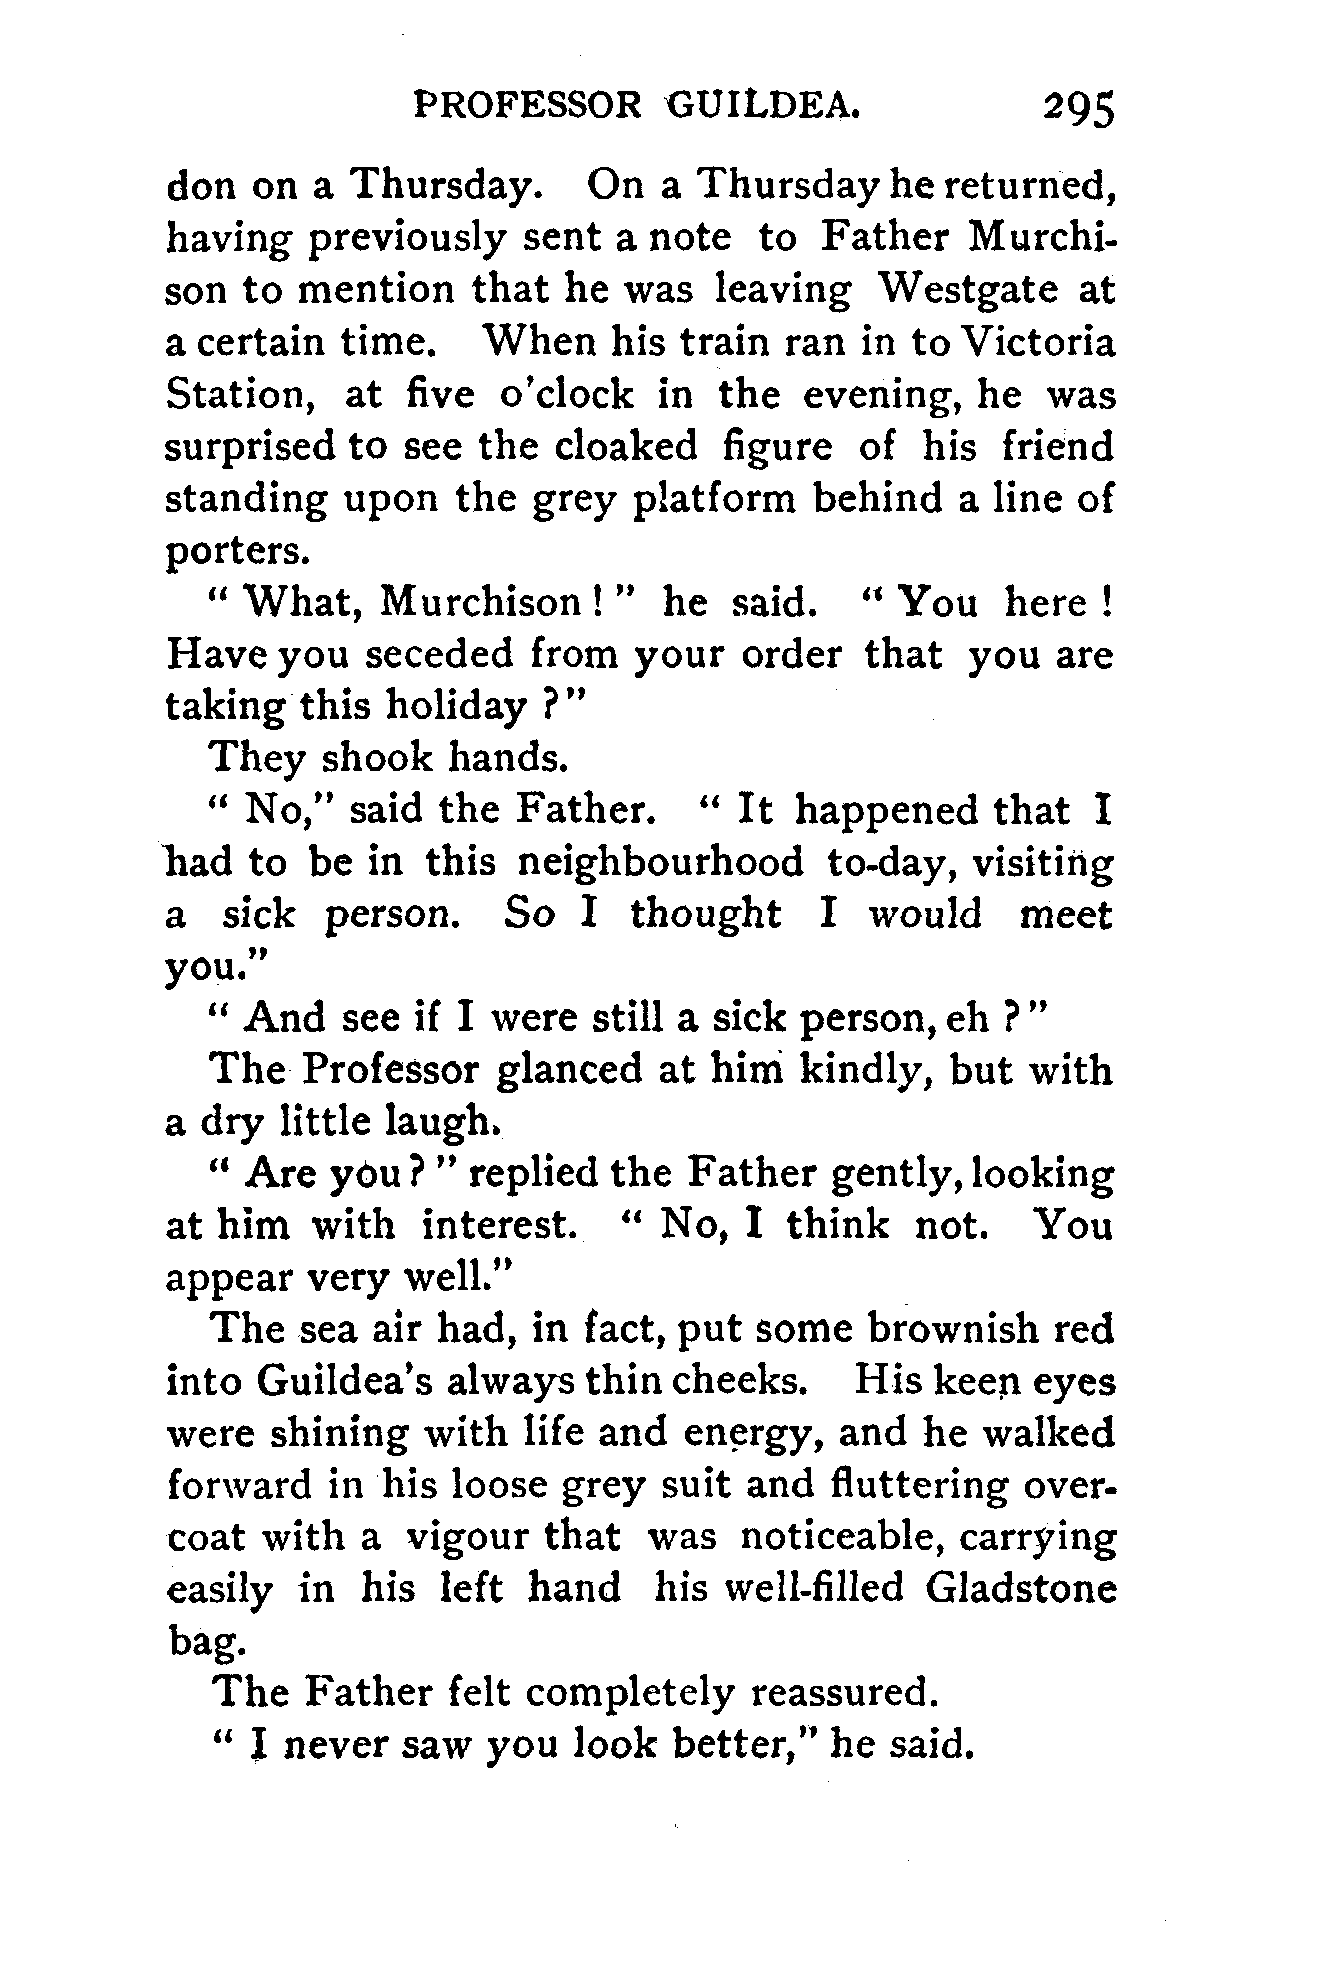 PROFESSOR GUILDEA. 295
don on a Thursday. On a Thursday he returned,
having previously sent a note to Father Murchi-
son to mention that he was leaving Westgate at
a certain time. When his train ran in to Victoria
Station, at five o'clock in the evening, he was
surprised to see the cloaked figure of his friend
standing upon the grey platform behind a line of
porters.
" What, Murchison ! " he said. " You here !
Have you seceded from your order that you are
taking this holiday ? "
They shook hands.
" No," said the Father. " It happened that I
had to be in this neighbourhood to-day, visiting
a sick person. So I thought I would meet
you."
" And see if I were still a sick person, eh ? "
The Professor glanced at him kindly, but with
a dry little laugh.
" Are you ? " replied the Father gently, looking
at him with interest. " No, I think not. You
appear very well."
The sea air had, in fact, put some brownish red
into Guildea's always thin cheeks. His keen eyes
were shining with life and energy, and he walked
forward in his loose grey suit and fluttering over-
coat with a vigour that was noticeable, carrying
easily in his left hand his well-filled Gladstone
bag.
The Father felt completely reassured.
" I never saw you look better," he said.